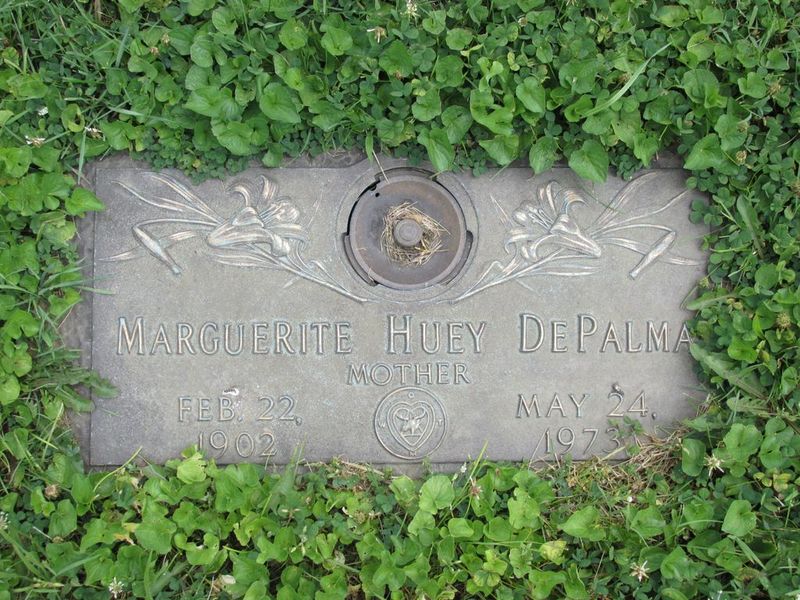 MARGUERITE HUEY DEPALMA
MOTHER
FEB. 22, MAY 24,
1902 1973